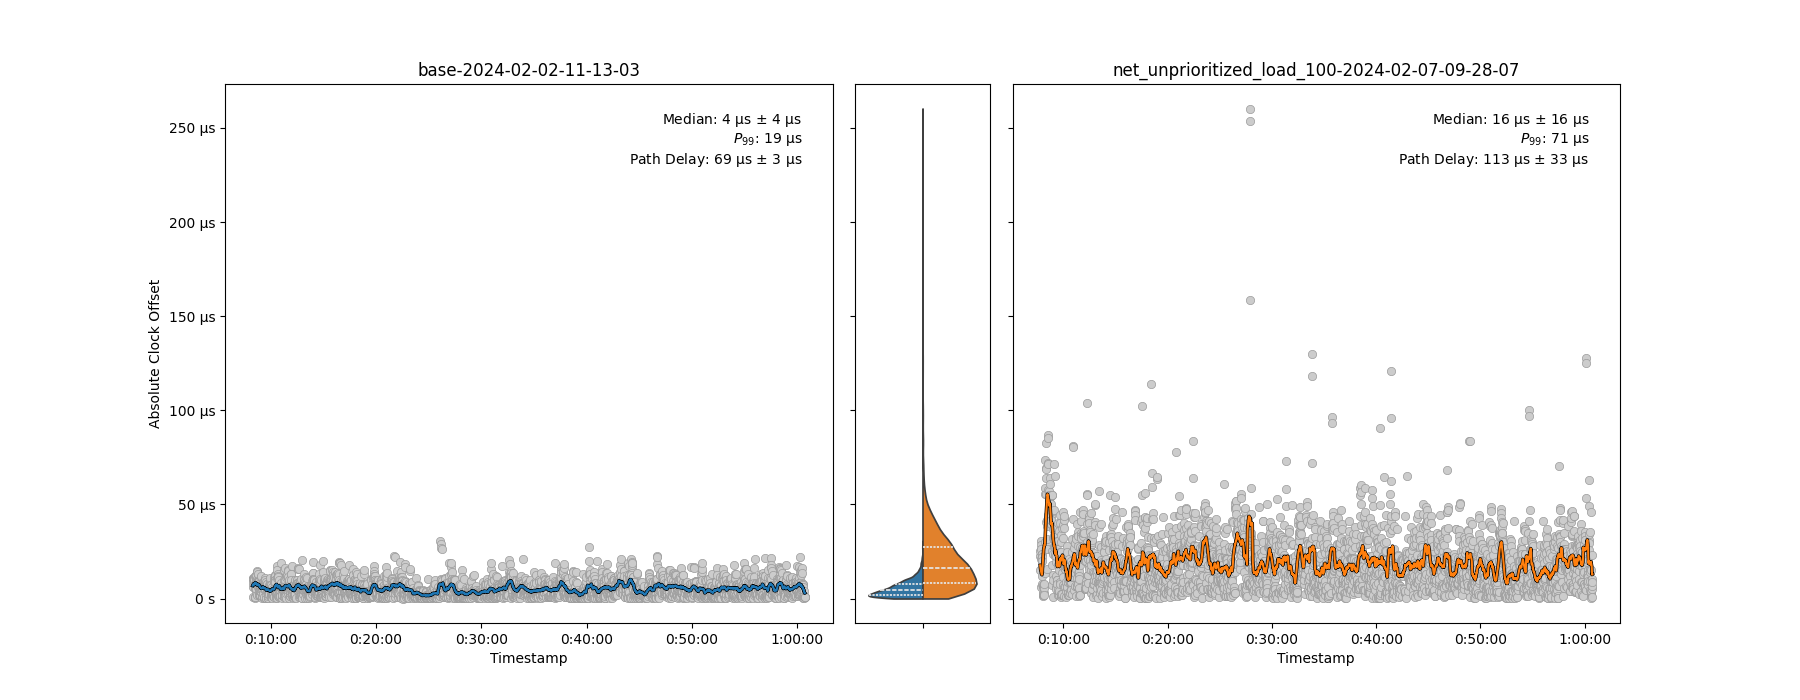 base-2024-02-02-11-13-03
net_unprioritized_load_100-2024-02-07-09-28-07
Median: 4 µs ± 4 µs
P99: 19 µs
Path Delay: 69 µs ± 3 µs
Median: 16 µs ± 16 µs
P99: 71 µs
Path Delay: 113 µs ± 33 µs
Absolute Clock Offset
250 µs
200 µs
150 µs
100 µs
50 µs
0 s
0:10:00 0:20:00 0:30:00 0:40:00 0:50:00 1:00:00
Timestamp
0:10:00 0:20:00 0:30:00 0:40:00 0:50:00 1:00:00
Timestamp